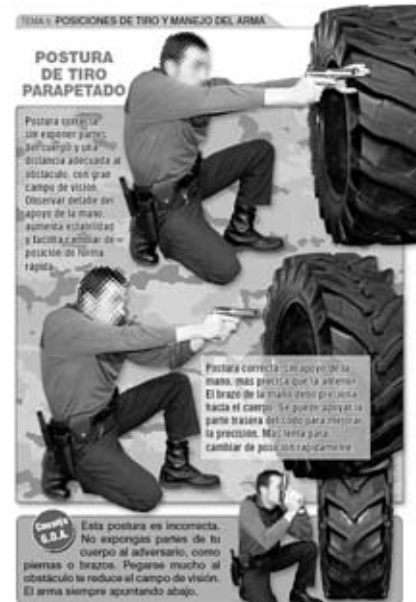 TEMA 5: POSICIONES DE TIRO Y MANEJO DEL ARMA
POSTURA
DE TIRO
PARAPETADO
Postura correcta,
sin exponer partes
del cuerpo y una
distancia adecuada al
obstáculo, con gran
campo de visión.
Observar detalle del
apoyo de la mano,
aumenta estabilidad
y facilita cambiar de
posición de forma
rápida.
Postura correcta, sin apoyo de la
mano, más precisa que la anterior.
El brazo de la mano debil presiona
hacia el cuerpo. Se puede apoyar la
parte trasera del codo para mejorar
la precisión. Más lenta para
cambiar de posición rápidamente.
Consejo
G.O.A.
Esta postura es incorrecta.
No expongas partes de tu
cuerpo al adversario, como
piernas o brazos. Pegarse mucho al
obstáculo te reduce el campo de visión.
El arma siempre apuntando abajo.